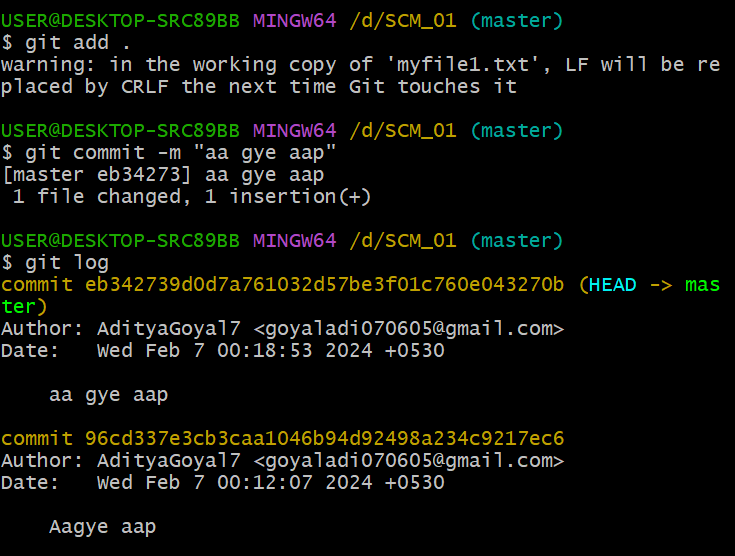 USER@DESKTOP-SRC89BB MINGW64 /d/SCM_01 (master)
$ git add .
warning: in the working copy of 'myfile1.txt', LF will be re
placed by CRLF the next time Git touches it
USER@DESKTOP-SRC89BB MINGW64 /d/SCM_01 (master)
$ git commit -m "aa gye aap"
[master eb34273] aa gye aap
 1 file changed, 1 insertion(+)
USER@DESKTOP-SRC89BB MINGW64 /d/SCM_01 (master)
$ git log
commit eb342739d0d7a761032d57be3f01c760e043270b (HEAD -> mas
ter)
Author: AdityaGoyal7 <goyaladi070605@gmail.com>
Date:   Wed Feb 7 00:18:53 2024 +0530
    aa gye aap
commit 96cd337e3cb3caa1046b94d92498a234c9217ec6
Author: AdityaGoyal7 <goyaladi070605@gmail.com>
Date:   Wed Feb 7 00:12:07 2024 +0530
    Aagye aap